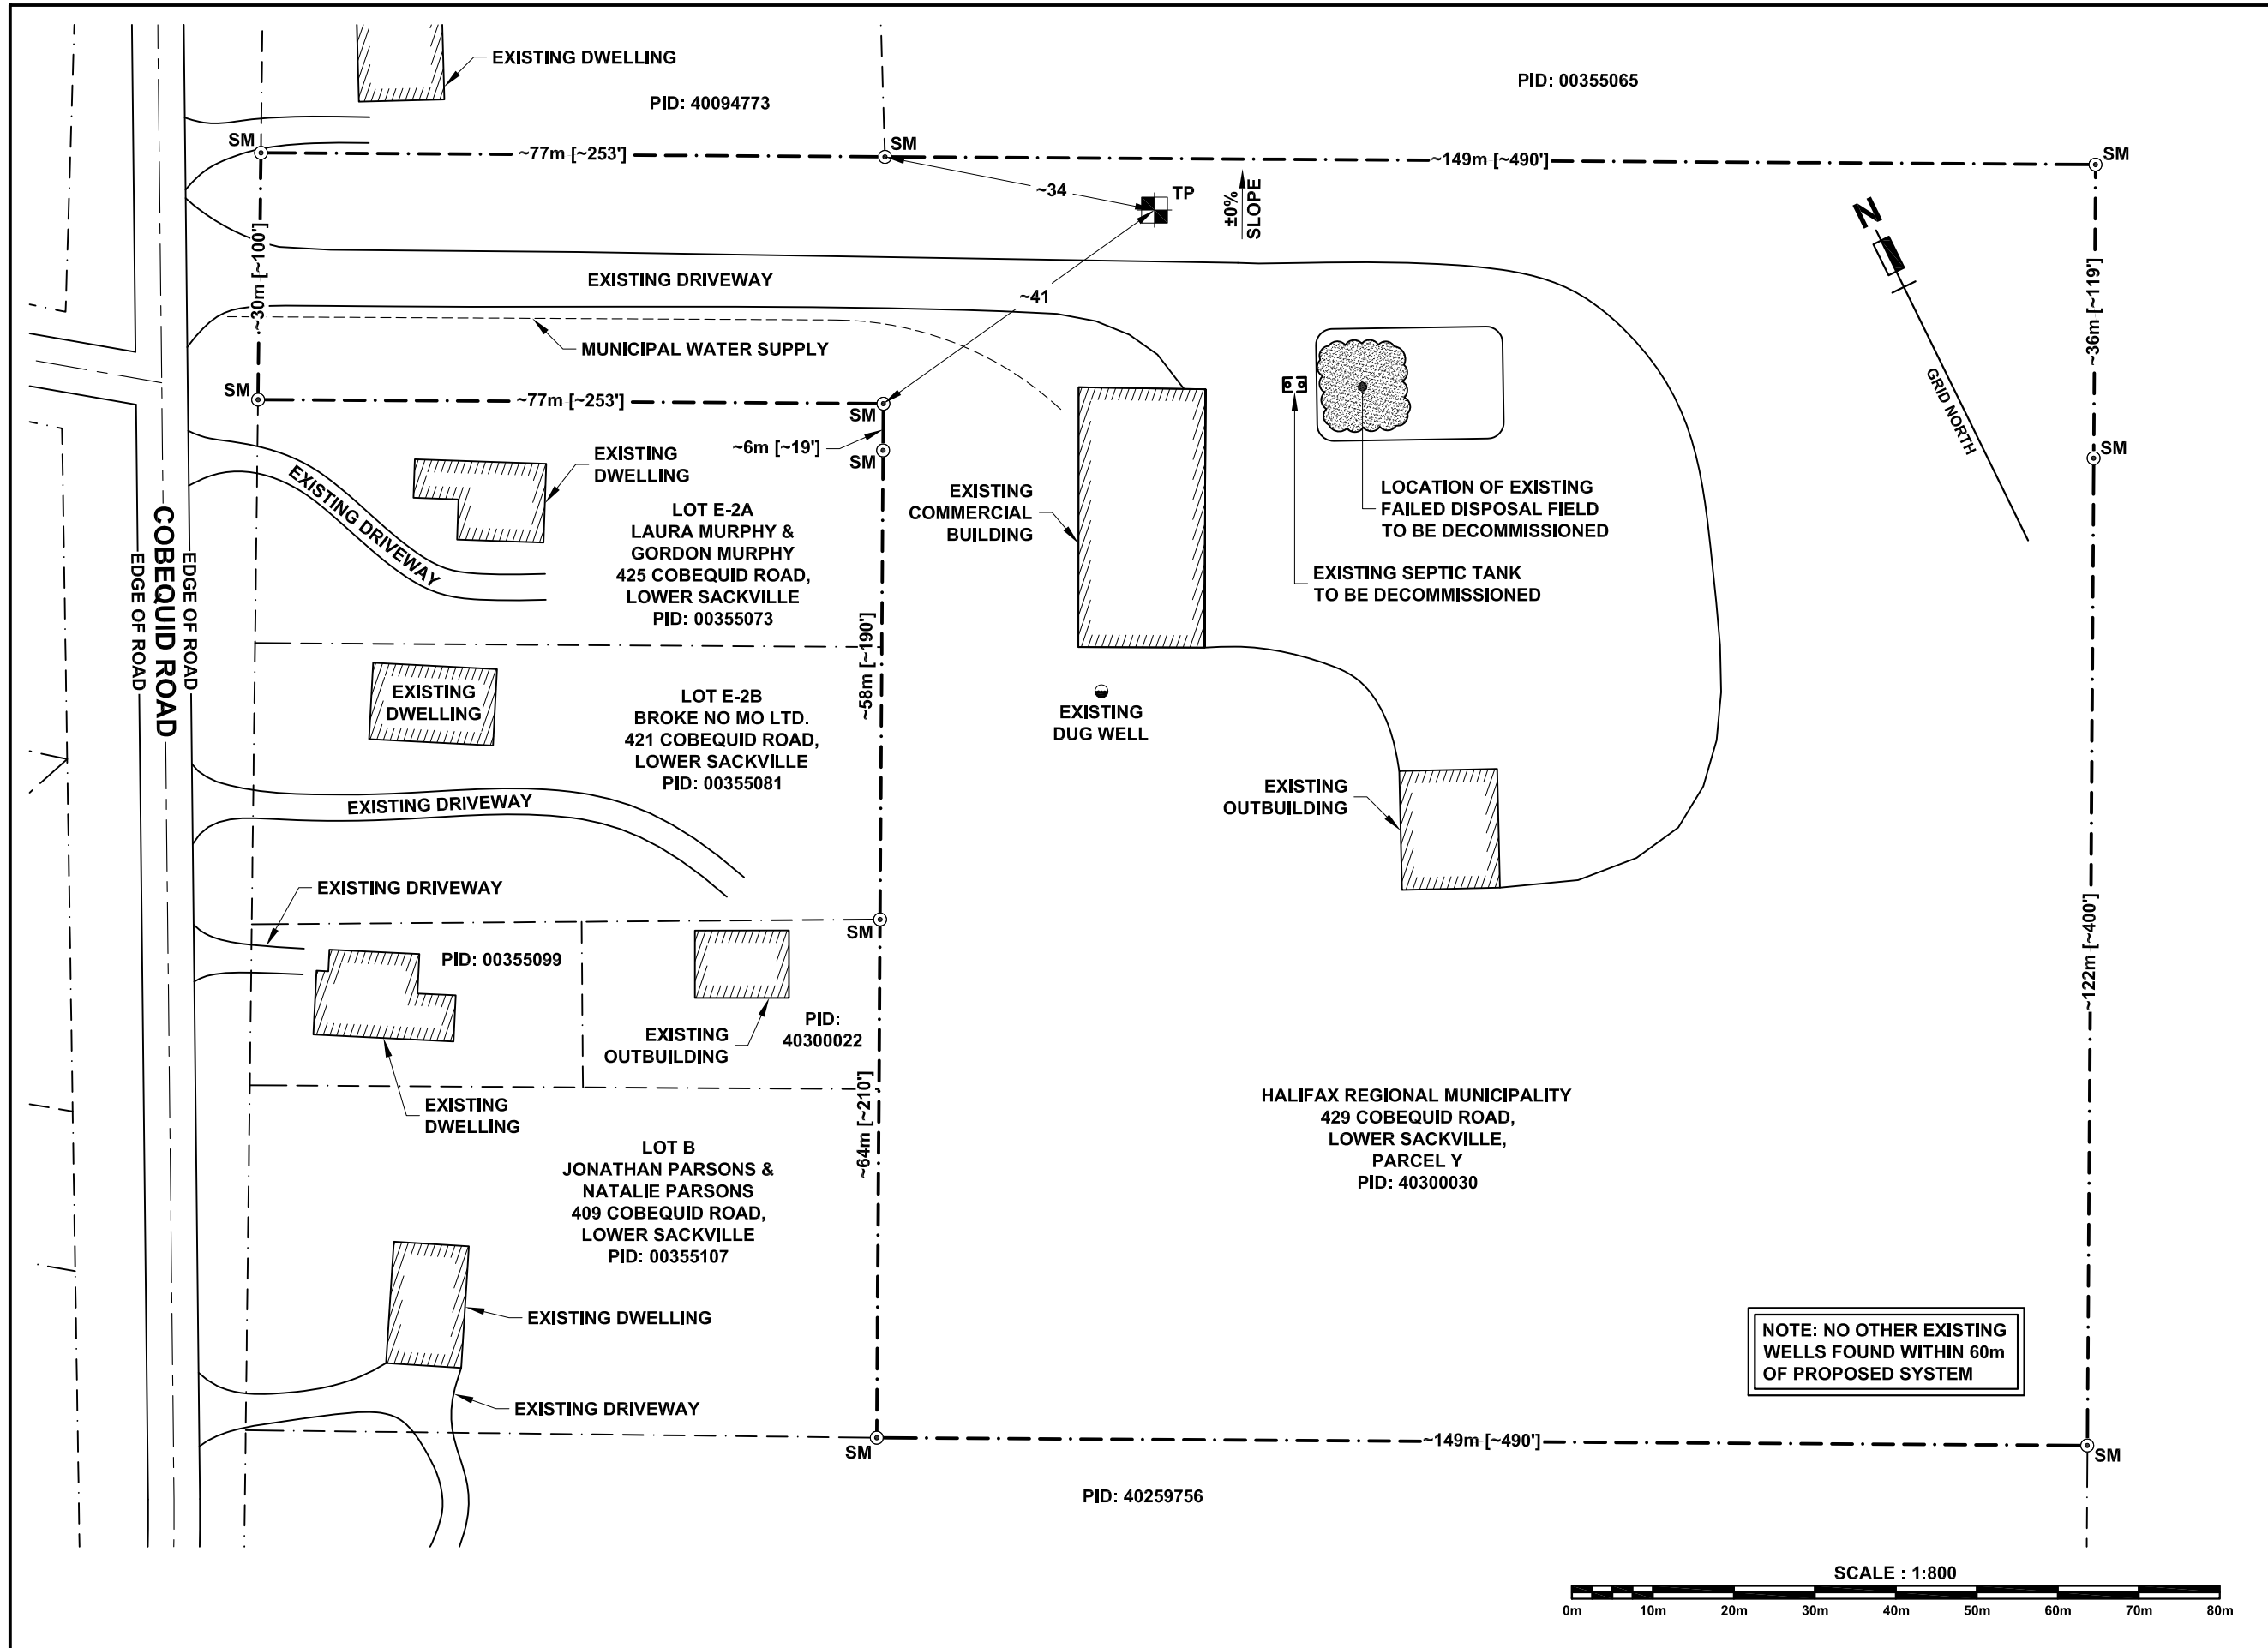 EXISTING DWELLING
PID: 40094773
PID: 00355065
SM
~77m [~253']
SM
~149m [~490']
SM
~34
TP
±0%
SLOPE
N
GRID NORTH
~30m [~100']
EXISTING DRIVEWAY
~41
~36m [~119']
MUNICIPAL WATER SUPPLY
SM
~77m [~253']
SM
~6m [~19']
SM
SM
EXISTING
DWELLING
EXISTING DRIVEWAY
LOT E-2A
LAURA MURPHY &
GORDON MURPHY
425 COBEQUID ROAD,
LOWER SACKVILLE
PID: 00355073
EXISTING
COMMERCIAL
BUILDING
LOCATION OF EXISTING
FAILED DISPOSAL FIELD
TO BE DECOMMISSIONED
EXISTING SEPTIC TANK
TO BE DECOMMISSIONED
EDGE OF ROAD
COBEQUID ROAD
EDGE OF ROAD
~58m [~190']
EXISTING
DWELLING
LOT E-2B
BROKE NO MO LTD.
421 COBEQUID ROAD,
LOWER SACKVILLE
PID: 00355081
EXISTING
DUG WELL
EXISTING
OUTBUILDING
EXISTING DRIVEWAY
EXISTING DRIVEWAY
SM
~122m [~400']
PID: 00355099
EXISTING
OUTBUILDING
PID:
40300022
EXISTING
DWELLING
~64m [~210']
HALIFAX REGIONAL MUNICIPALITY
429 COBEQUID ROAD,
LOWER SACKVILLE,
PARCEL Y
PID: 40300030
LOT B
JONATHAN PARSONS &
NATALIE PARSONS
409 COBEQUID ROAD,
LOWER SACKVILLE
PID: 00355107
EXISTING DWELLING
NOTE: NO OTHER EXISTING
WELLS FOUND WITHIN 60m
OF PROPOSED SYSTEM
EXISTING DRIVEWAY
SM
~149m [~490']
SM
PID: 40259756
SCALE : 1:800
0m 10m 20m 30m 40m 50m 60m 70m 80m